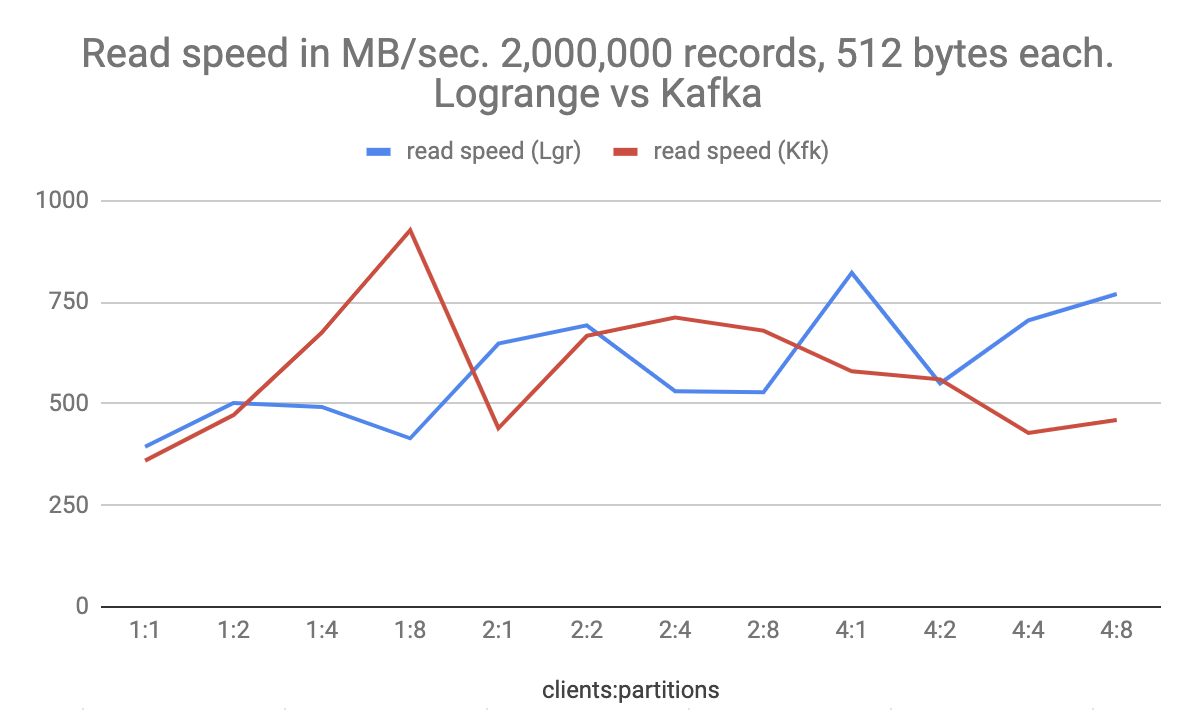 Read speed in MB/sec. 2,000,000 records, 512 bytes each.
Logrange vs Kafka
read speed (Lgr) read speed (Kfk)
1000
750
500
250
0
1:1 1:2 1:4 1:8 2:1 2:2 2:4 2:8 4:1 4:2 4:4 4:8
clients:partitions